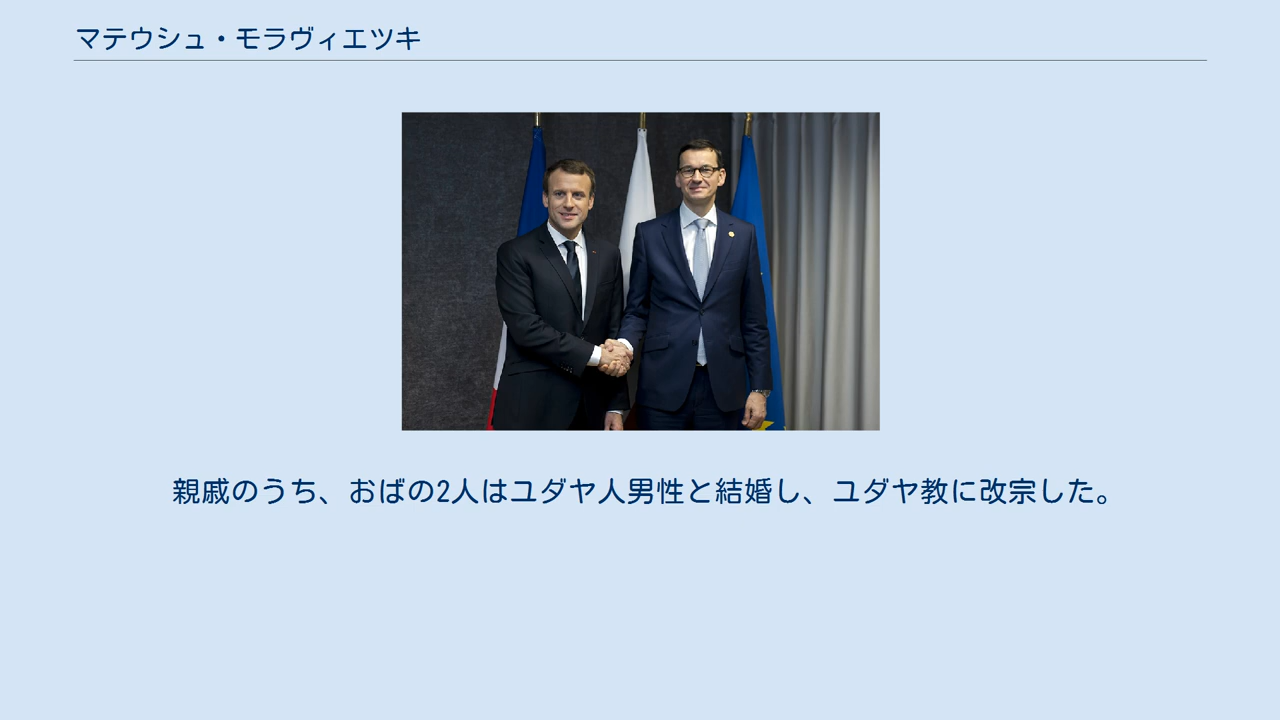 マテウシュ・モラヴィエツキ
親戚のうち、おばの2人はユダヤ人男性と結婚し、ユダヤ教に改宗した。